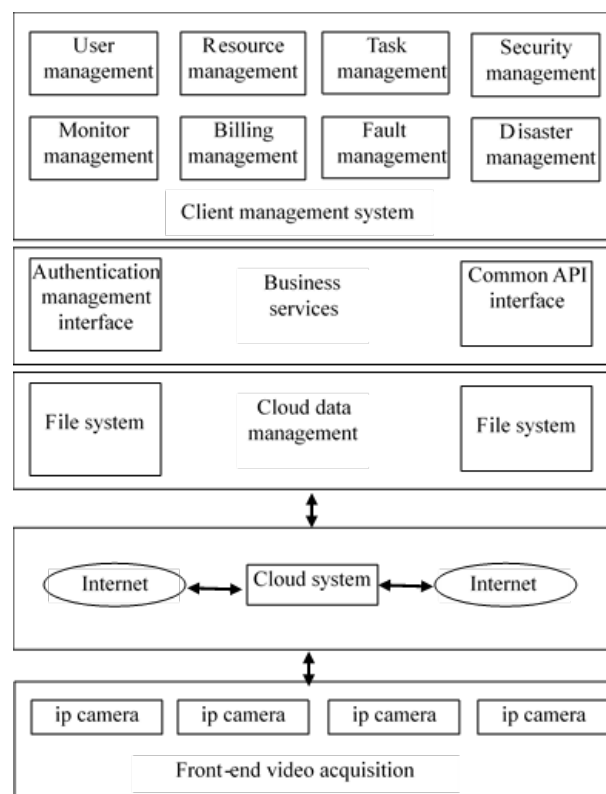 User
management
Resource
management
Task
management
Security
management
Monitor
management
Billing
management
Fault
management
Disaster
management
Client management system
Authentication
management
interface
Business
services
Common API
interface
File system
Cloud data
management
File system
Internet
Cloud system
Internet
ip camera
ip camera
ip camera
ip camera
Front-end video acquisition